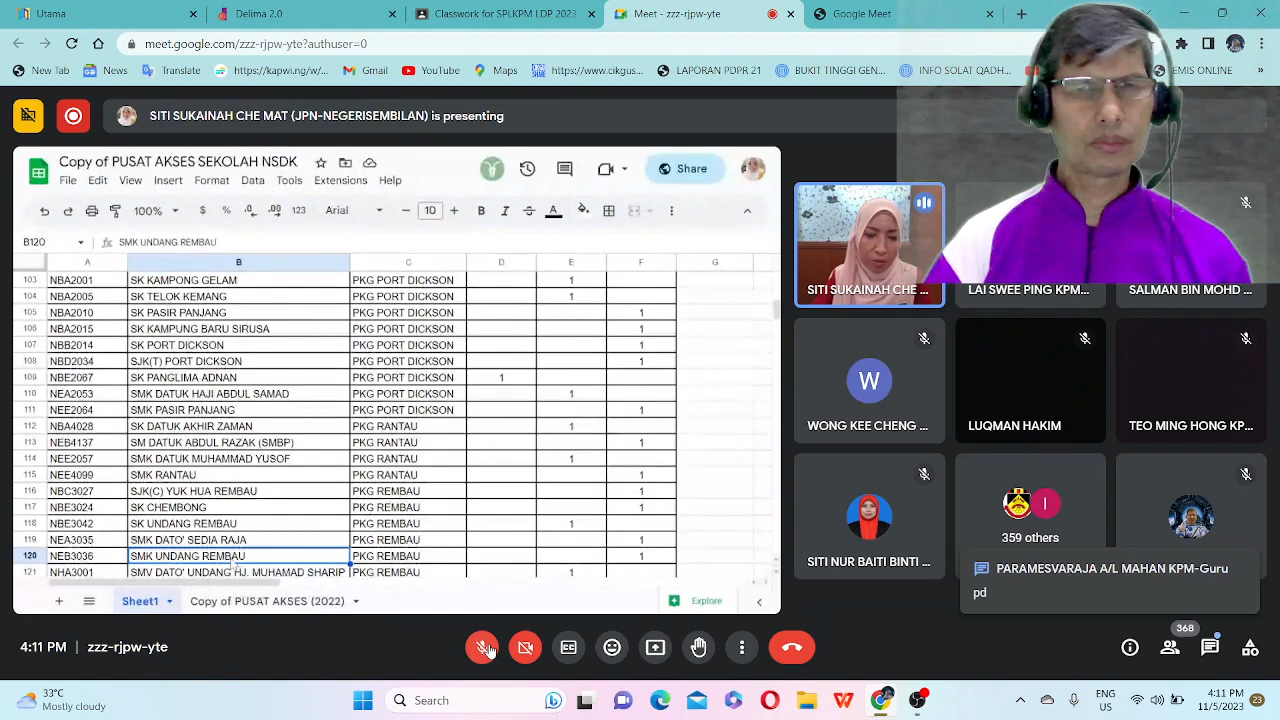 Utama
Delima 2.0
Classwork for SPLKPM LDP 2023
Meet - zzz-rjpw-yte
Google Meet
meet.google.com/zzz-rjpw-yte?authuser=0
YTube
News
Translate
https://kapwing/w/
Gmail
YouTube
Maps
https://www.cikgus...
LAPORAN PDPR 21
BUKIT TINGGI GEN...
INFO SOLAT QADH...
EMIS ONLINE
SITI SUKAINAH CHE MAT (JPN-NEGERISEMBILAN) is presenting
Copy of PUSAT AKSES SEKOLAH NSDK
Share
File Edit View Insert Format Data Tools Extensions Help
100% $ % .0 .00 123 Arial 10 B I A
B120 fx SMK UNDANG REMBAU
A B C D E F G
103 NBA2001 SK KAMPONG GELAM PKG PORT DICKSON 1
104 NBA2005 SK TELOK KEMANG PKG PORT DICKSON 1
105 NBA2010 SK PASIR PANJANG PKG PORT DICKSON 1
106 NBA2015 SK KAMPUNG BARU SIRUSA PKG PORT DICKSON 1
107 NBB2014 SK PORT DICKSON PKG PORT DICKSON 1
108 NBD2034 SJK(T) PORT DICKSON PKG PORT DICKSON 1
109 NBE2067 SK PANGLIMA ADNAN PKG PORT DICKSON 1
110 NEA2053 SMK DATUK HAJI ABDUL SAMAD PKG PORT DICKSON 1
111 NEE2064 SMK PASIR PANJANG PKG PORT DICKSON 1
112 NBA4028 SK DATUK AKHIR ZAMAN PKG RANTAU 1
113 NEB4137 SM DATUK ABDUL RAZAK (SMBP) PKG RANTAU 1
114 NEE2057 SMK DATUK MUHAMMAD YUSOF PKG RANTAU 1
115 NEE4099 SMK RANTAU PKG RANTAU 1
116 NBC3027 SJK(C) YUK HUA REMBAU PKG REMBAU 1
117 NBE3024 SK CHEMBONG PKG REMBAU 1
118 NBE3042 SK UNDANG REMBAU PKG REMBAU 1
119 NEA3035 SMK DATO' SEDIA RAJA PKG REMBAU 1
120 NEB3036 SMK UNDANG REMBAU PKG REMBAU 1
121 NHA3001 SMV DATO' UNDANG HJ. MUHAMAD SHARIP PKG REMBAU 1
Sheet1
Copy of PUSAT AKSES (2022)
Explore
SITI SUKAINAH CHE ...
LAI SWEE PING KPM...
SALMAN BIN MOHD ...
W
WONG KEE CHENG ...
LUQMAN HAKIM
TEO MING HONG KP...
SITI NUR BAITI BINTI ...
I
359 others
PARAMESVARAJA A/L MAHAN KPM-Guru
pd
4:11 PM | zzz-rjpw-yte
368
33°C
Mostly cloudy
Search
ENG
US
4:11 PM
11/5/2023
23